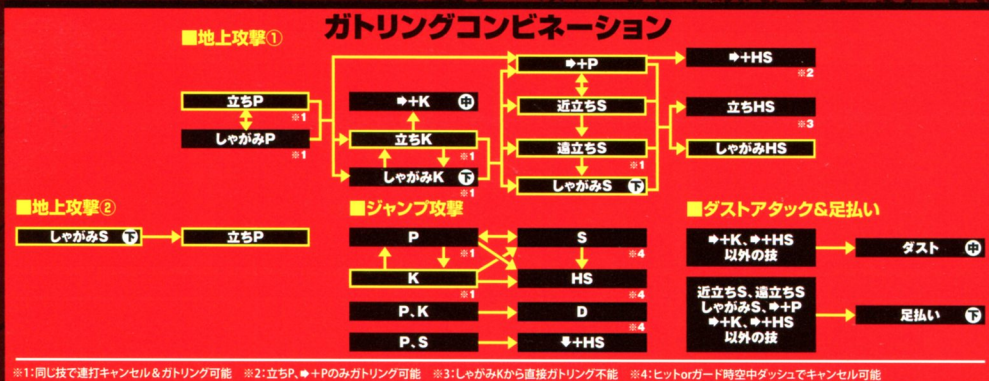 ガトリングコンビネーション
■地上攻撃①
立ちP
※1
しゃがみP
※1
➡+K 中
立ちK
※1
しゃがみK 下
※1
➡+P
近立ちS
遠立ちS
※1
しゃがみS 下
➡+HS
※2
立ちHS
※3
しゃがみHS
■地上攻撃②
しゃがみS 下
立ちP
■ジャンプ攻撃
P
※1
S
※4
K
※1
HS
※4
P、K
D
※4
P、S
⬇+HS
■ダストアタック&足払い
➡+K、➡+HS
以外の技
ダスト 中
近立ちS、遠立ちS
しゃがみS、➡+P
➡+K、➡+HS
以外の技
足払い 下
※1:同じ技で連打キャンセル&ガトリング可能 ※2:立ちP、➡+Pのみガトリング可能 ※3:しゃがみKから直接ガトリング不能 ※4:ヒットorガード時空中ダッシュでキャンセル可能